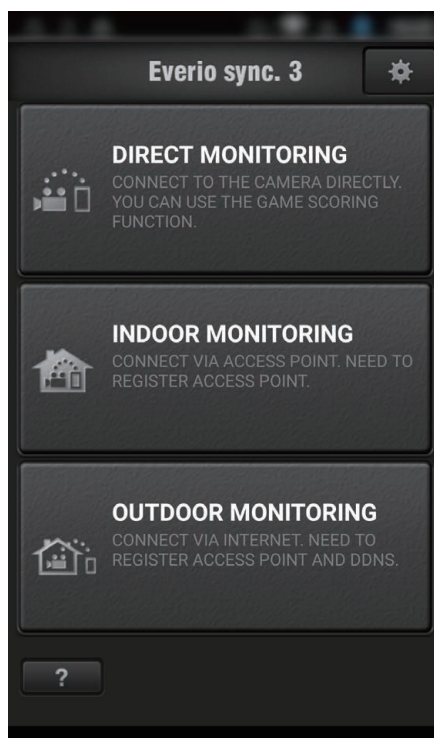 Everio sync. 3
DIRECT MONITORING
CONNECT TO THE CAMERA DIRECTLY.
YOU CAN USE THE GAME SCORING
FUNCTION.
INDOOR MONITORING
CONNECT VIA ACCESS POINT. NEED TO
REGISTER ACCESS POINT.
OUTDOOR MONITORING
CONNECT VIA INTERNET. NEED TO
REGISTER ACCESS POINT AND DDNS.
?